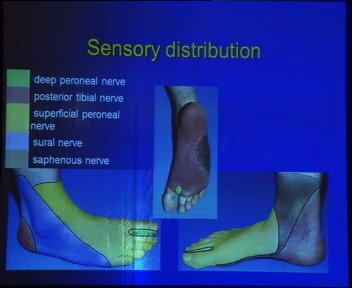 Sensory distribution
deep peroneal nerve
posterior tibial nerve
superficial peroneal
nerve
sural nerve
saphenous nerve